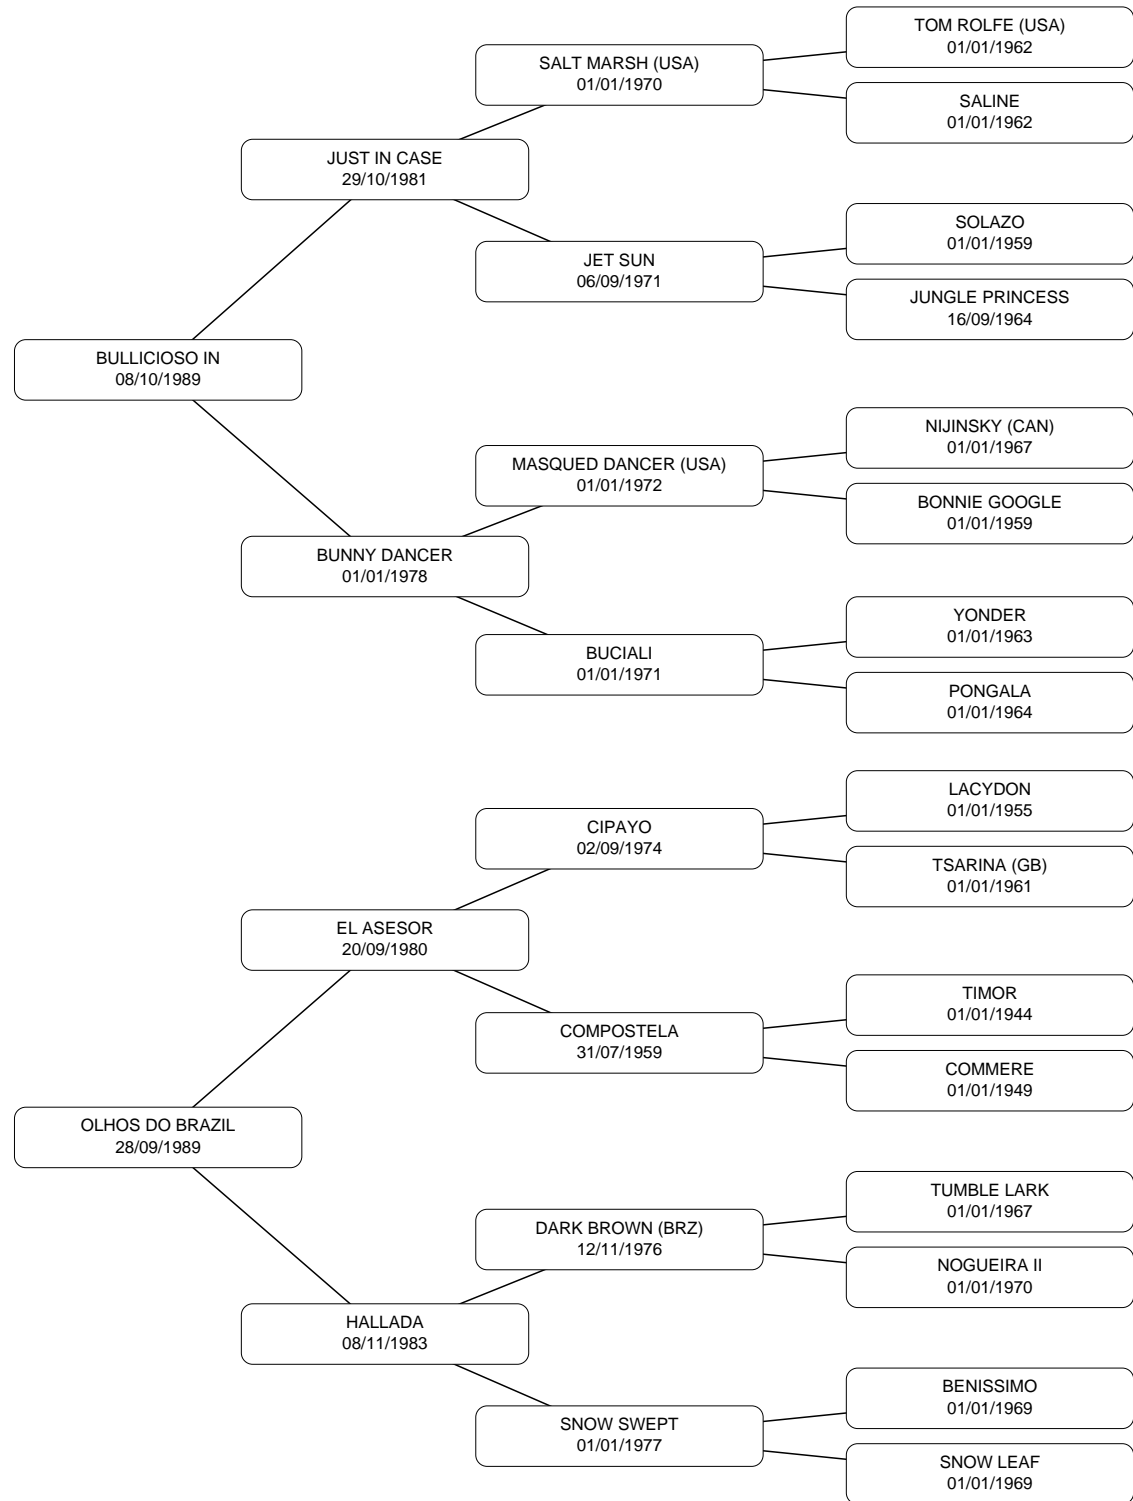 TOM ROLFE (USA)
01/01/1962
SALT MARSH (USA)
01/01/1970
SALINE
01/01/1962
JUST IN CASE
29/10/1981
SOLAZO
01/01/1959
JET SUN
06/09/1971
JUNGLE PRINCESS
16/09/1964
BULLICIOSO IN
08/10/1989
NIJINSKY (CAN)
01/01/1967
MASQUED DANCER (USA)
01/01/1972
BONNIE GOOGLE
01/01/1959
BUNNY DANCER
01/01/1978
YONDER
01/01/1963
BUCIALI
01/01/1971
PONGALA
01/01/1964
LACYDON
01/01/1955
CIPAYO
02/09/1974
TSARINA (GB)
01/01/1961
EL ASESOR
20/09/1980
TIMOR
01/01/1944
COMPOSTELA
31/07/1959
COMMERE
01/01/1949
OLHOS DO BRAZIL
28/09/1989
TUMBLE LARK
01/01/1967
DARK BROWN (BRZ)
12/11/1976
NOGUEIRA II
01/01/1970
HALLADA
08/11/1983
BENISSIMO
01/01/1969
SNOW SWEPT
01/01/1977
SNOW LEAF
01/01/1969